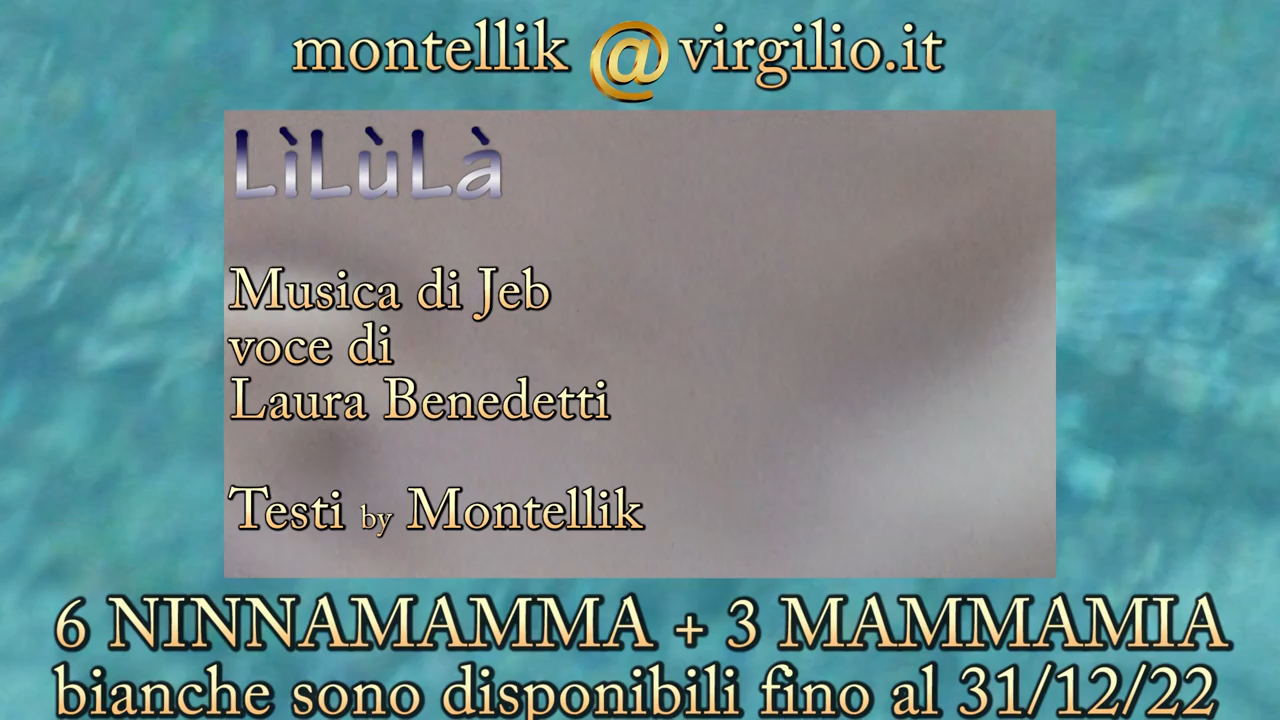 montellik @ virgilio.it
LìLùLà
Musica di Jeb
voce di
Laura Benedetti
Testi by Montellik
6 NINNAMAMMA + 3 MAMMAMIA
bianche sono disponibili fino al 31/12/22